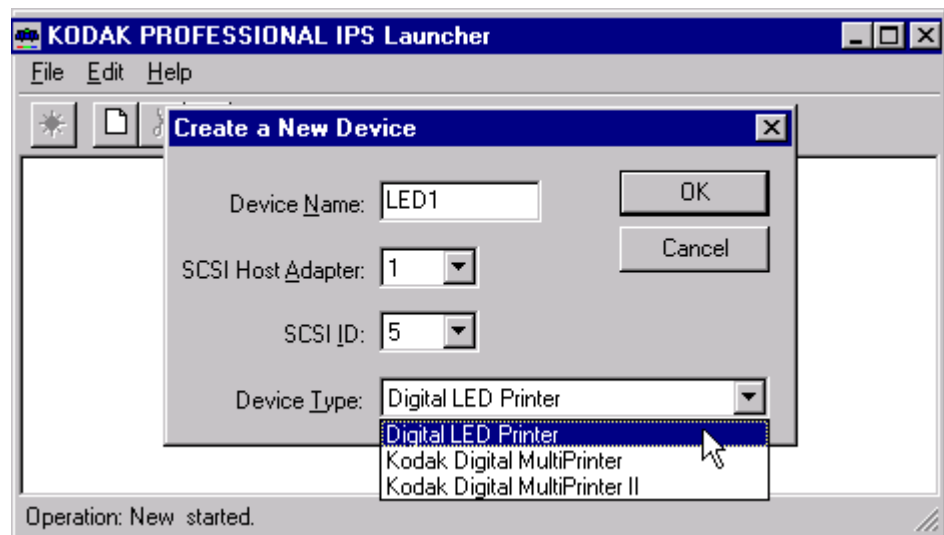 KODAK PROFESSIONAL IPS Launcher
File Edit Help
Create a New Device
Device Name: LED1
OK
Cancel
SCSI Host Adapter: 1
SCSI ID: 5
Device Type: Digital LED Printer
Digital LED Printer
Kodak Digital MultiPrinter
Kodak Digital MultiPrinter II
Operation: New started.